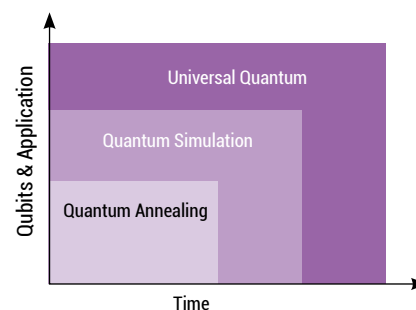 Universal Quantum
Quantum Simulation
Quantum Annealing
Qubits & Application
Time